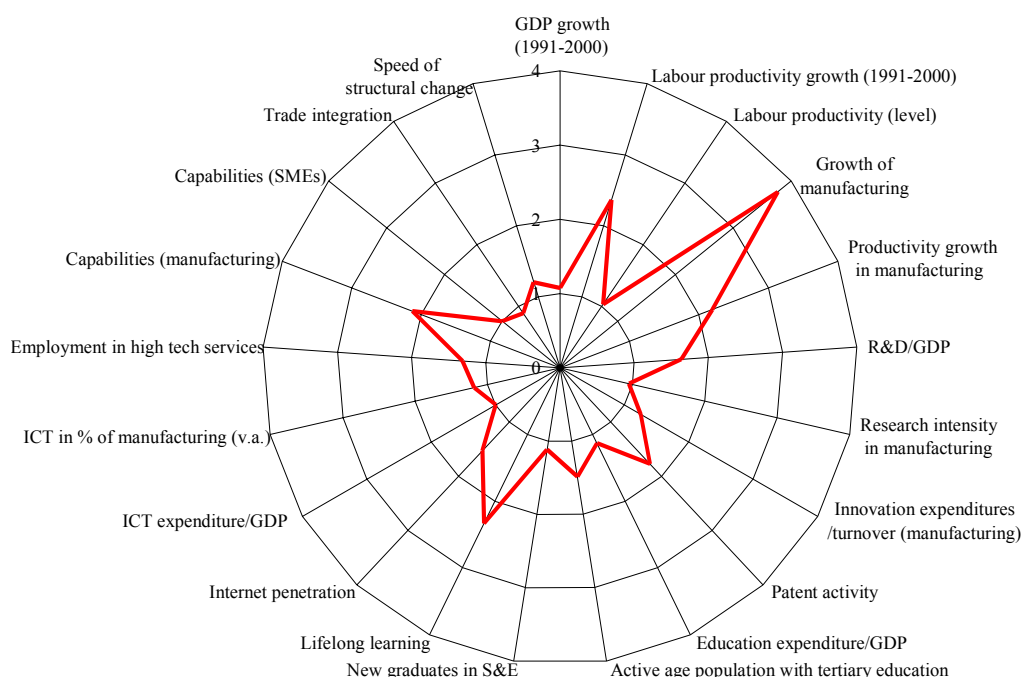 GDP growth
(1991-2000)
Labour productivity growth (1991-2000)
Labour productivity (level)
Growth of
manufacturing
Productivity growth
in manufacturing
R&D/GDP
Research intensity
in manufacturing
Innovation expenditures
/turnover (manufacturing)
Patent activity
Education expenditure/GDP
Active age population with tertiary education
New graduates in S&E
Lifelong learning
Internet penetration
ICT expenditure/GDP
ICT in % of manufacturing (v.a.)
Employment in high tech services
Capabilities (manufacturing)
Capabilities (SMEs)
Trade integration
Speed of
structural change
4
3
2
1
0